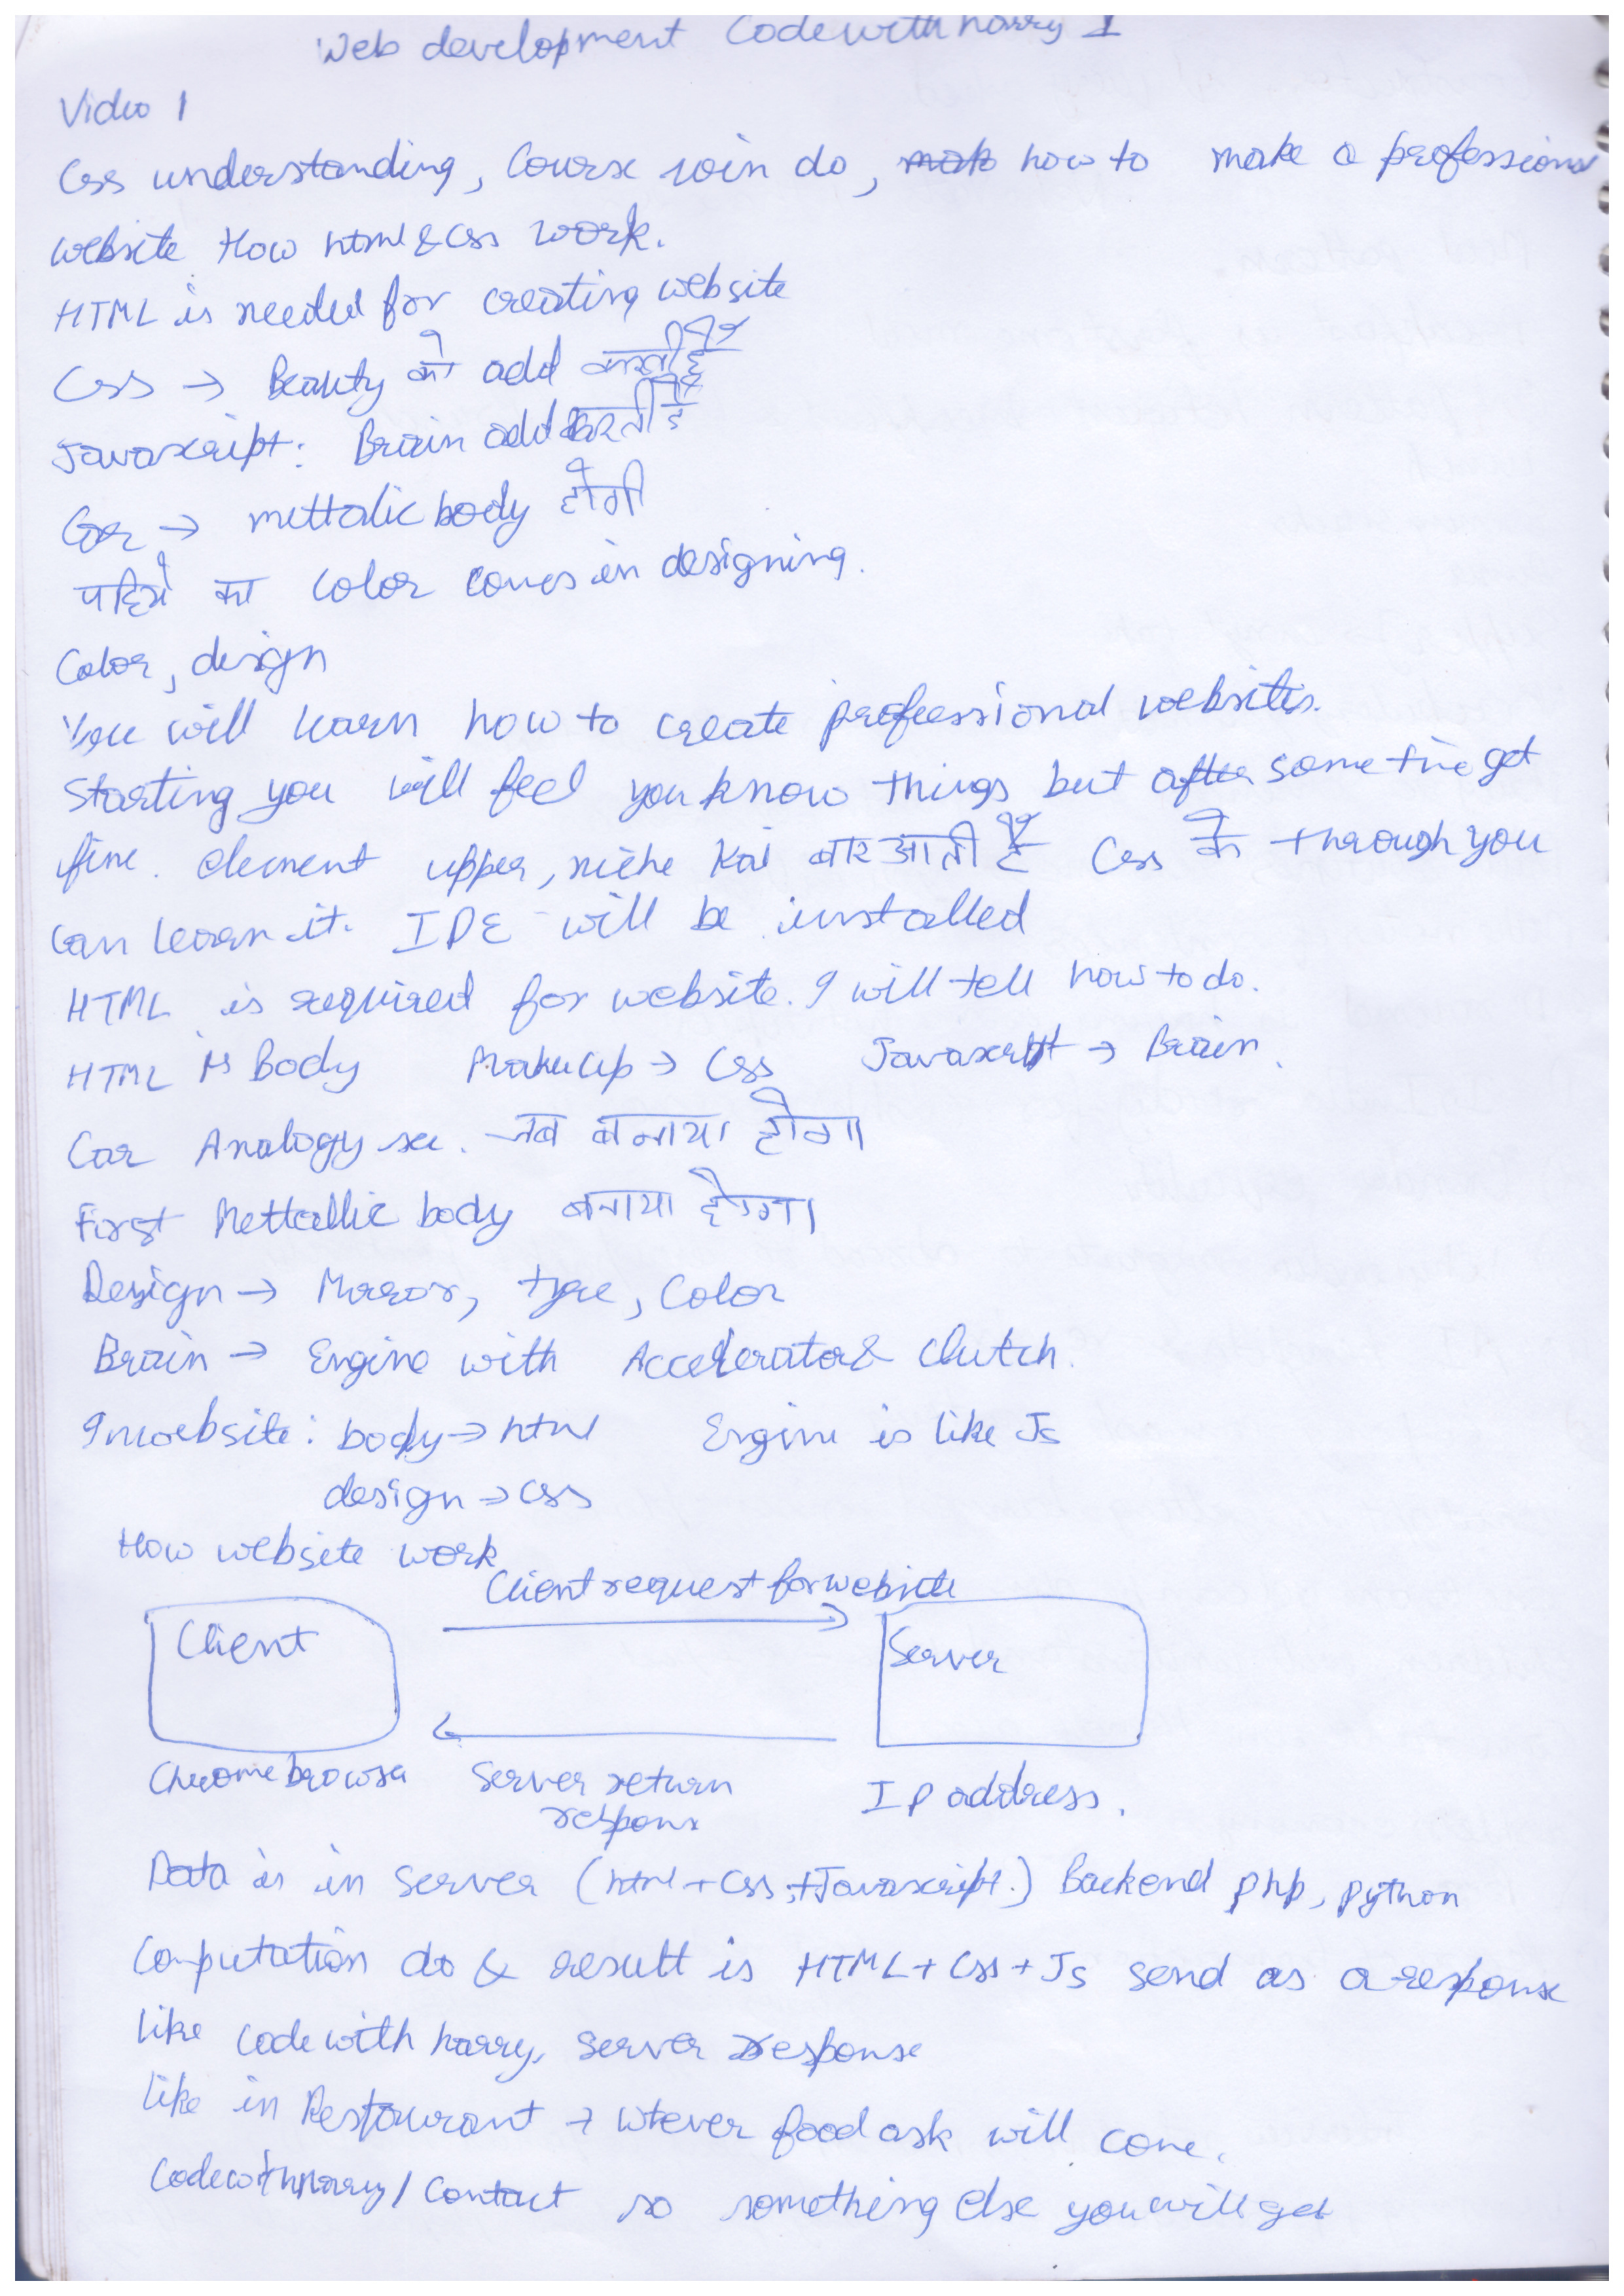 Web development Codewithharry 1
Video 1
Css understanding, Course join do, how to make a professional
website How html & css work.
HTML is needed for creating website
Css → Beauty को add करती है
Javascript: Brain add करती है
Car → mettalic body होगी
पहिये का color comes in designing.
Color, design
You will learn how to create professional websites.
Starting you will feel you know things but after some time get
fine. element upper, niche kai बार आती है Css के through you
can learn it. IDE will be installed
HTML is required for website. I will tell how to do.
HTML is Body Makeup → Css Javascript → Brain.
Car Analogy se. जब बनाया होगा
First Mettallic body बनाया होगा
Design → Mirror, tyre, Color
Brain → Engine with Accelerator & Clutch.
In website: body → html Engine is like Js
design → css
How website work
Client request for website
Client
Server
Chrome browser
Server return
response
IP address.
Data is in server (html + Css + Javascript.) Backend php, python
Computation do & result is HTML + Css + Js send as a response
like codewithharry, server response
like in Restaurant → wtever food ask will come.
Codewithharry/Contact so something else you will get